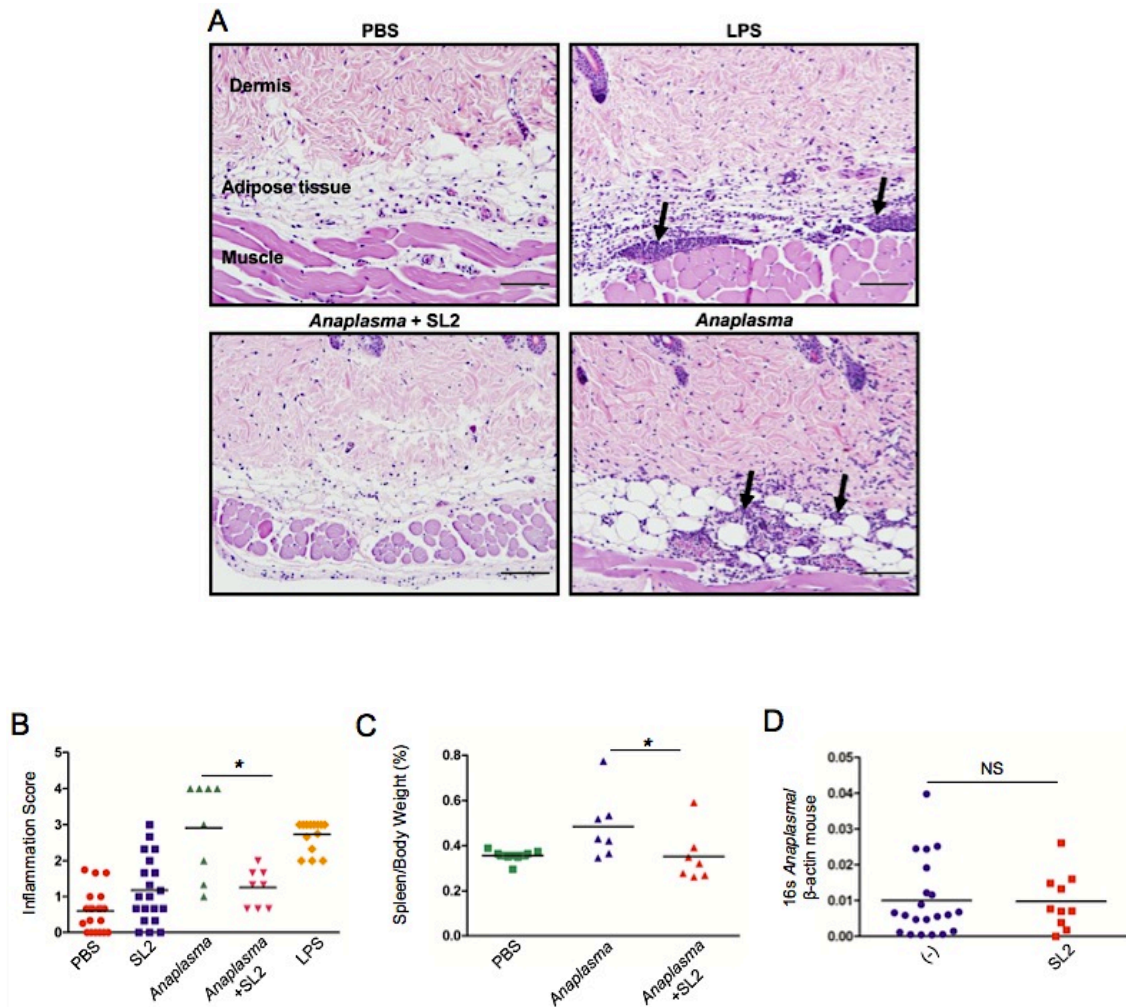 A
PBS
LPS
Dermis
Adipose tissue
Muscle
Anaplasma + SL2
Anaplasma
B
Inflammation Score
5
4
3
2
1
0
*
PBS
SL2
Anaplasma
Anaplasma
+SL2
LPS
C
Spleen/Body Weight (%)
0.8
0.6
0.4
0.2
0.0
*
PBS
Anaplasma
Anaplasma
+SL2
D
16s Anaplasma/
β-actin mouse
0.05
0.04
0.03
0.02
0.01
0.00
NS
(-)
SL2